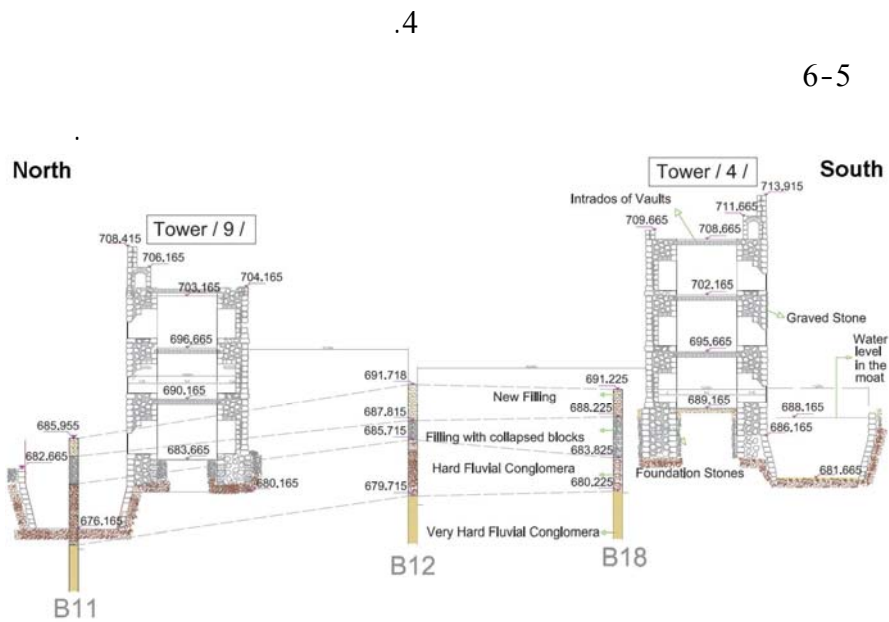 .4
6-5
.
North
South
Tower / 4 /
713.915
Intrados of Vaults
711.665
709.665
708.665
Tower / 9 /
708.415
706.165
704.165
703.165
702.165
Graved Stone
696.665
695.665
Water
level
in the
moat
691.718
691.225
690.165
689.165
New Filling
688.225
688.165
687.815
686.165
685.955
685.715
Filling with collapsed blocks
683.825
683.665
682.665
Hard Fluvial Conglomera
Foundation Stones
681.665
680.165
680.225
679.715
676.165
Very Hard Fluvial Conglomera
B12
B18
B11